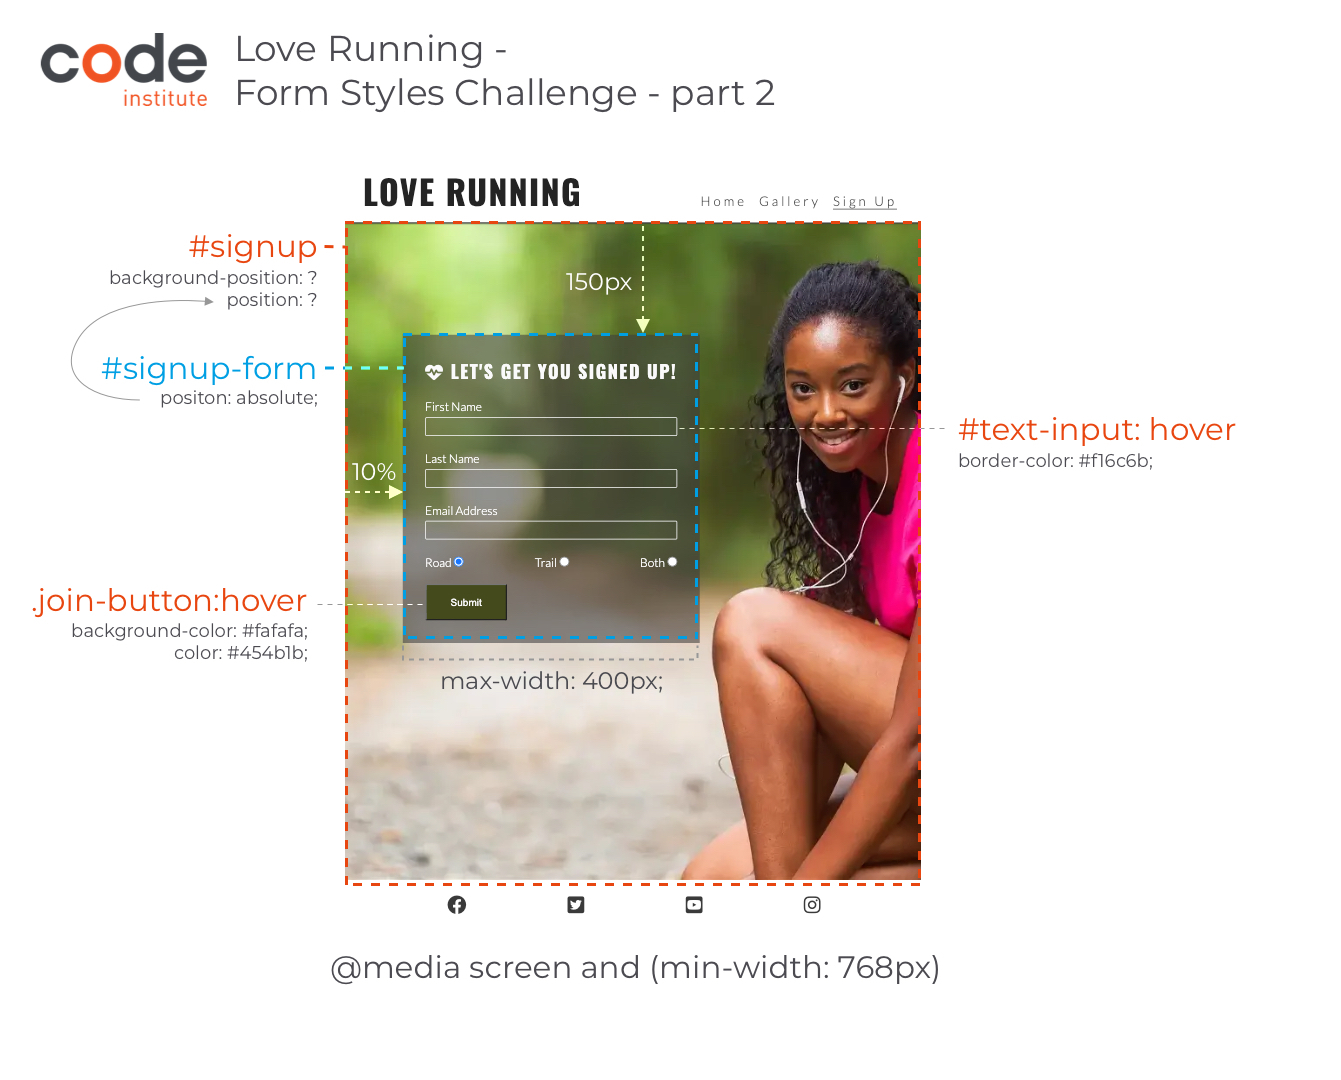 code
institute
Love Running -
Form Styles Challenge - part 2
LOVE RUNNING
Home Gallery Sign Up
#signup
background-position: ?
position: ?
150px
#signup-form
positon: absolute;
LET'S GET YOU SIGNED UP!
First Name
#text-input: hover
border-color: #f16c6b;
Last Name
10%
Email Address
Road Trail Both
.join-button:hover
background-color: #fafafa;
color: #454b1b;
Submit
max-width: 400px;
@media screen and (min-width: 768px)